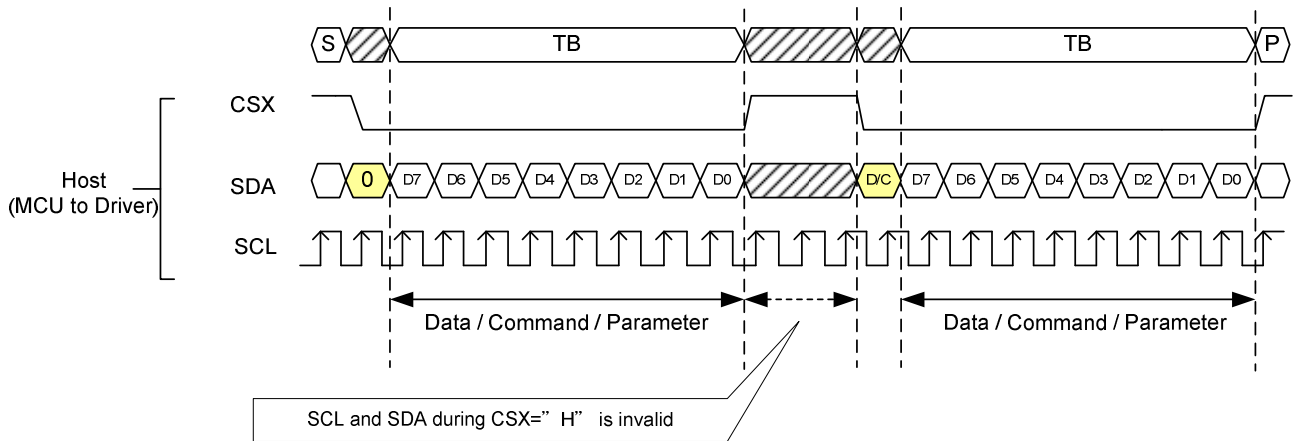 S TB TB P
CSX
Host
(MCU to Driver)
SDA 0 D7 D6 D5 D4 D3 D2 D1 D0 D/C D7 D6 D5 D4 D3 D2 D1 D0
SCL
Data / Command / Parameter Data / Command / Parameter
SCL and SDA during CSX=” H” is invalid